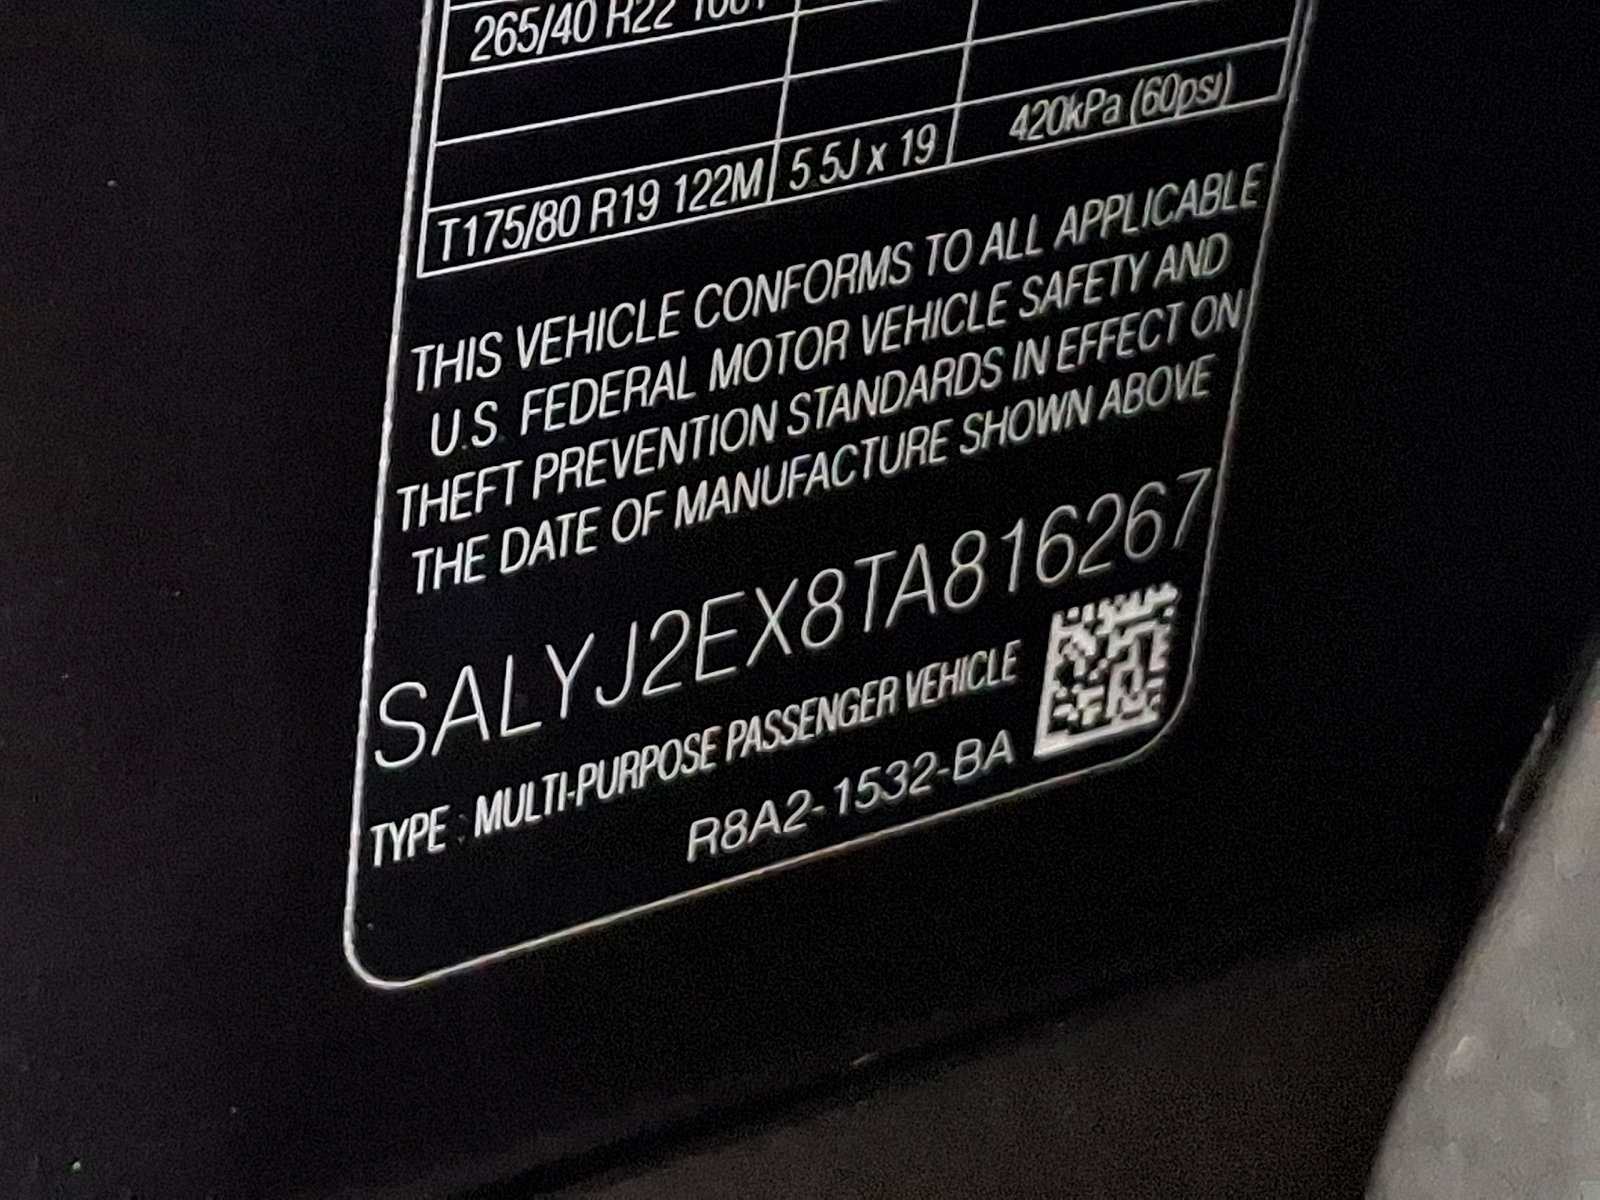 265/40 R22
T175/80 R19 122M 5.5J x 19 420kPa (60psi)
THIS VEHICLE CONFORMS TO ALL APPLICABLE
U.S. FEDERAL MOTOR VEHICLE SAFETY AND
THEFT PREVENTION STANDARDS IN EFFECT ON
THE DATE OF MANUFACTURE SHOWN ABOVE
SALYJ2EX8TA816267
TYPE : MULTI-PURPOSE PASSENGER VEHICLE
R8A2-1532-BA